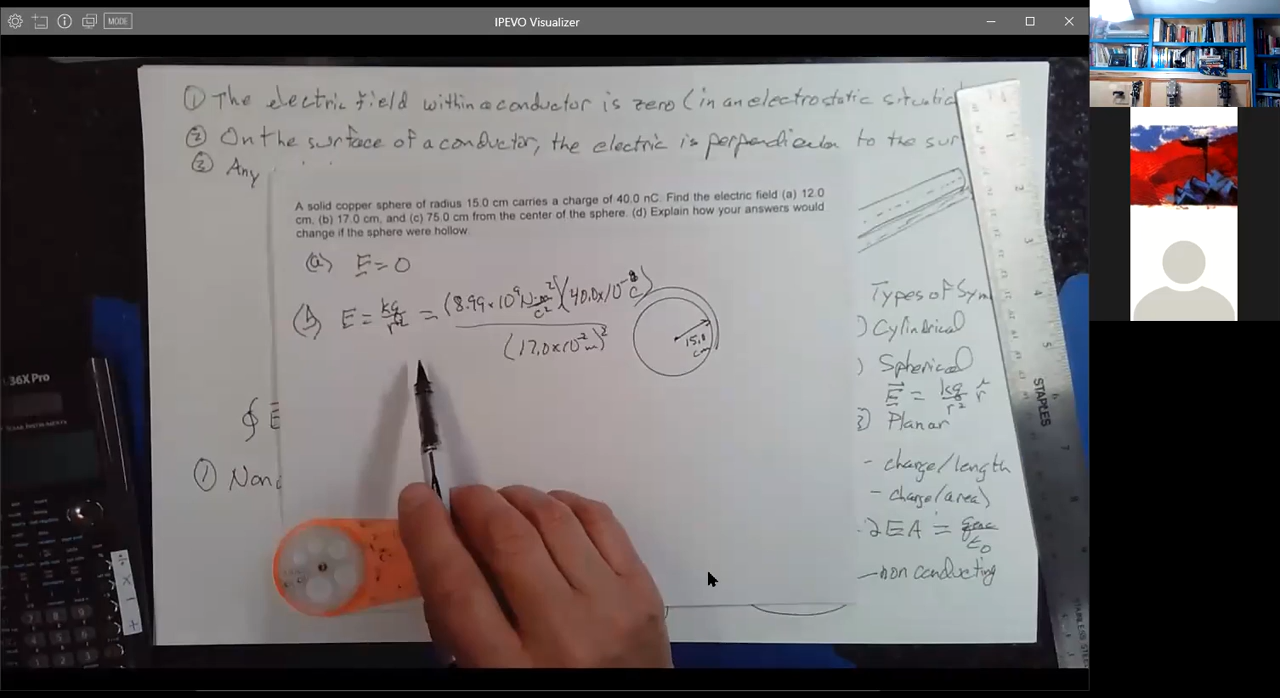 IPEVO Visualizer
MODE
① The electric field within a conductor is zero (in an electrostatic situatio
② On the surface of a conductor, the electric is perpendicular to the sur
③ Any
A solid copper sphere of radius 15.0 cm carries a charge of 40.0 nC. Find the electric field (a) 12.0
cm, (b) 17.0 cm, and (c) 75.0 cm from the center of the sphere. (d) Explain how your answers would
change if the sphere were hollow.
(a) E = 0
(b) E = kq/r² = (8.99 × 10⁹ N·m²/C²)(40.0 × 10⁻ C)
(17.0 × 10⁻² m)²
15.0
cm
Types of Sym
) Cylindrical
) Spherical
E⃗ = kq/r² r̂
3) Planar
- charge/length
- charge/area)
2EA = qenc/ε₀
- non conducting
∮ E
① Non
36X Pro
TEXAS INSTRUMENTS
STAPLES